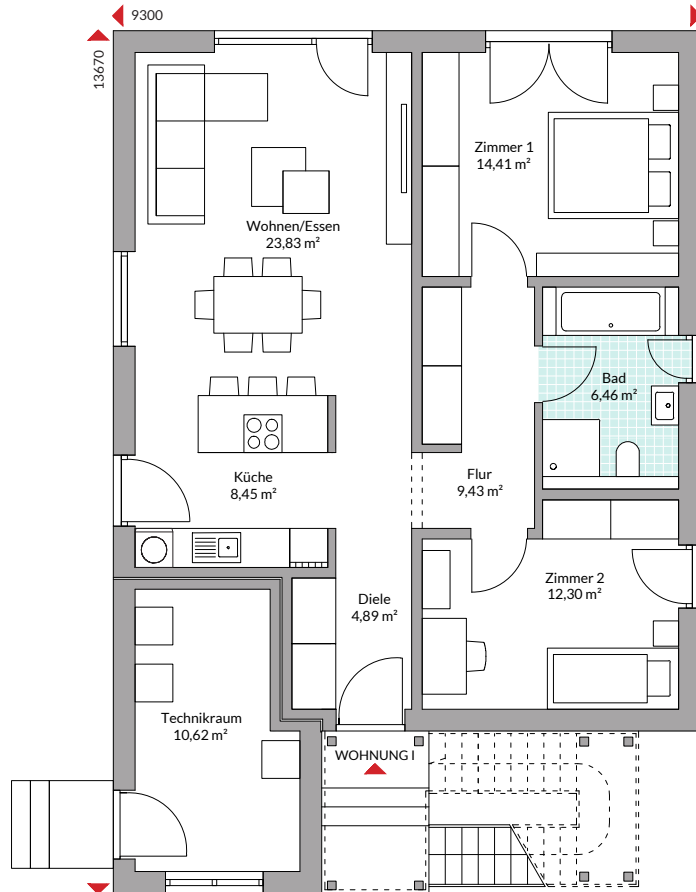 9300
13670
Zimmer 1
14,41 m²
Wohnen/Essen
23,83 m²
Bad
6,46 m²
Küche
8,45 m²
Flur
9,43 m²
Zimmer 2
12,30 m²
Diele
4,89 m²
Technikraum
10,62 m²
WOHNUNG I